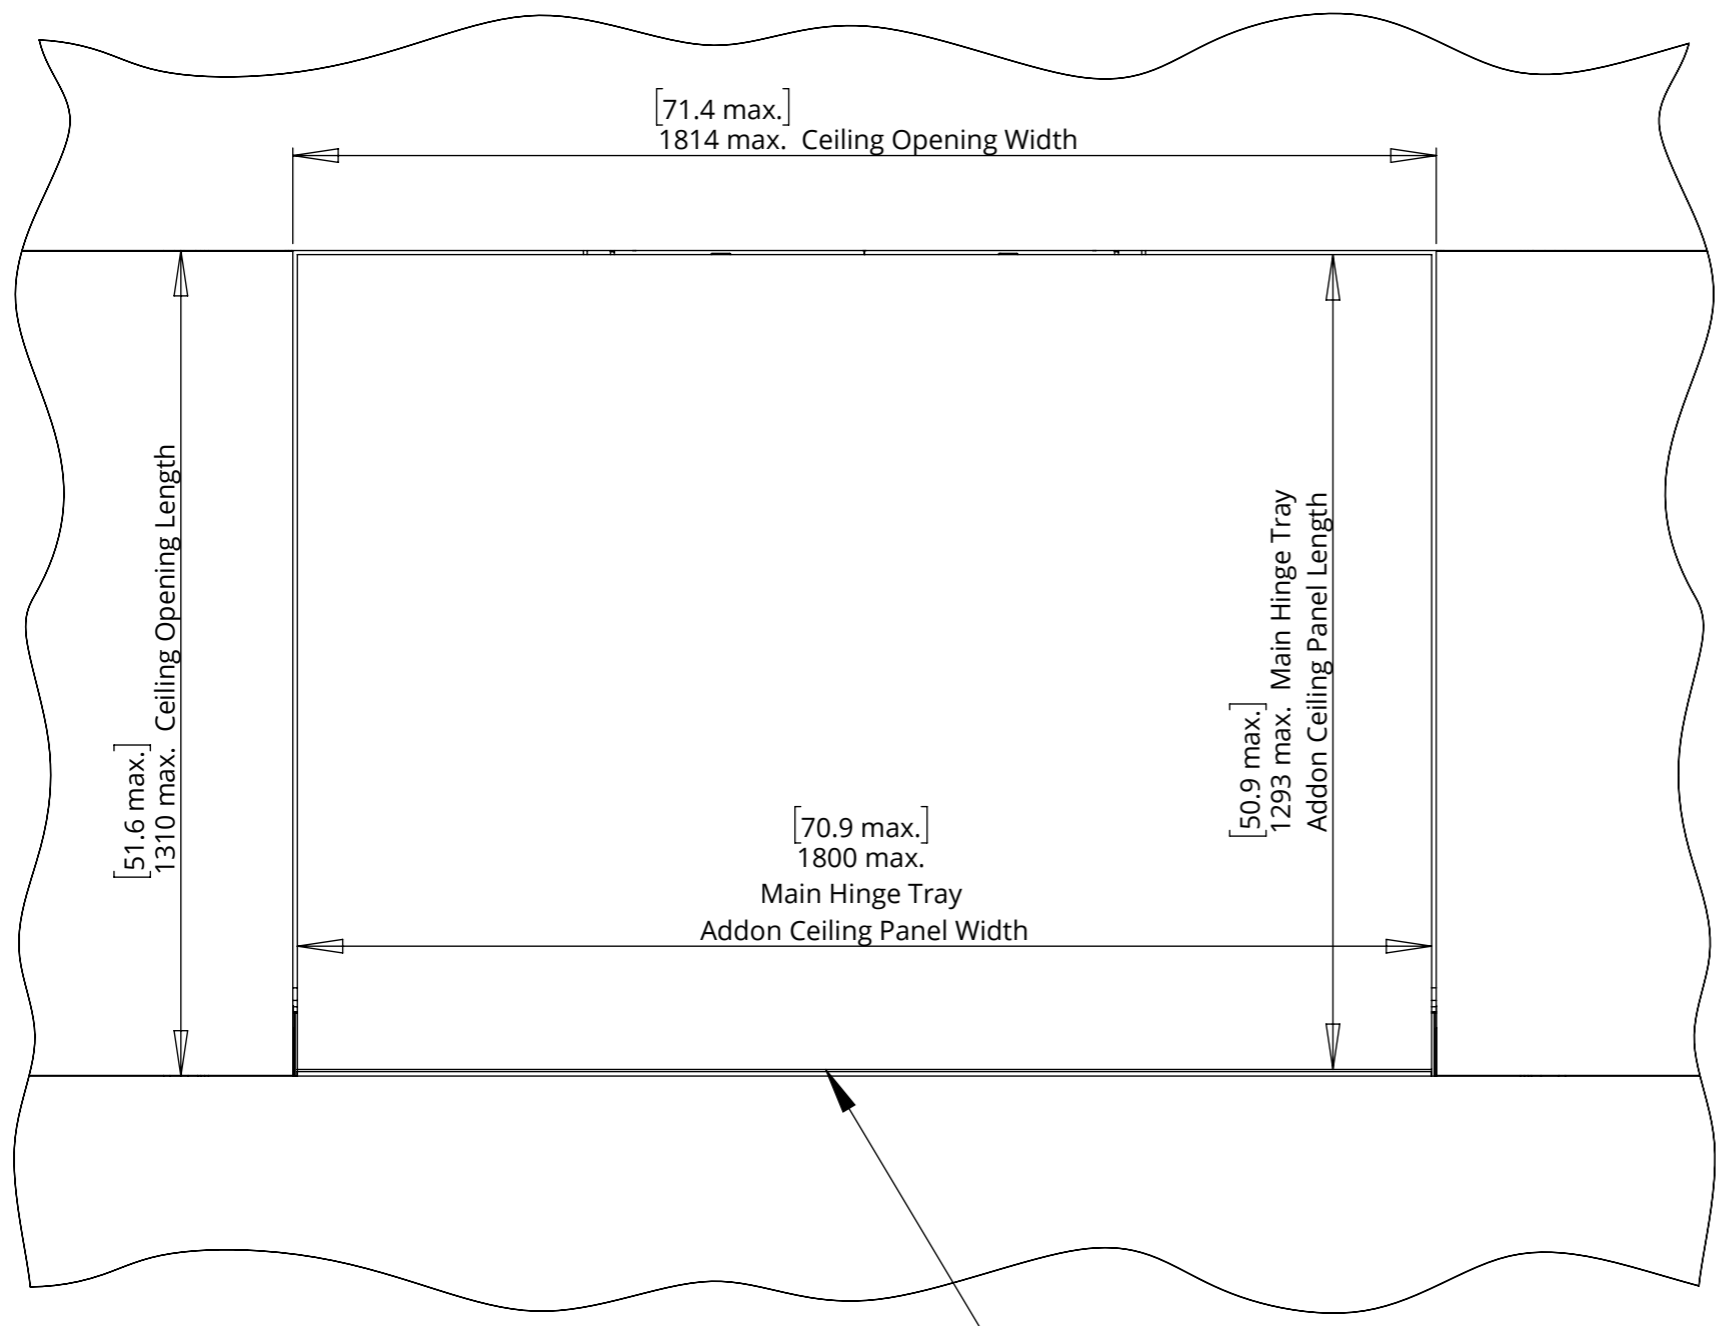 [71.4 max.]
1814 max.  Ceiling Opening Width
[51.6 max.]
1310 max.  Ceiling Opening Length
[50.9 max.]
1293 max.  Main Hinge Tray
Addon Ceiling Panel Length
[70.9 max.]
1800 max.
Main Hinge Tray
Addon Ceiling Panel Width